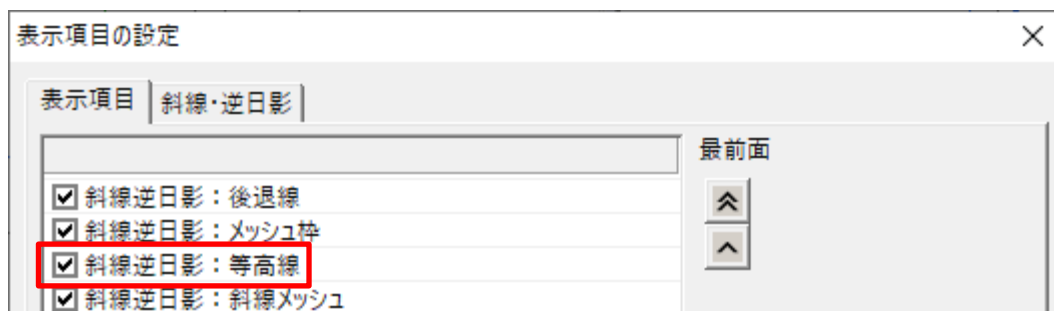 表示項目の設定
表示項目 斜線・逆日影
最前面
斜線逆日影：後退線
斜線逆日影：メッシュ枠
斜線逆日影：等高線
斜線逆日影：斜線メッシュ